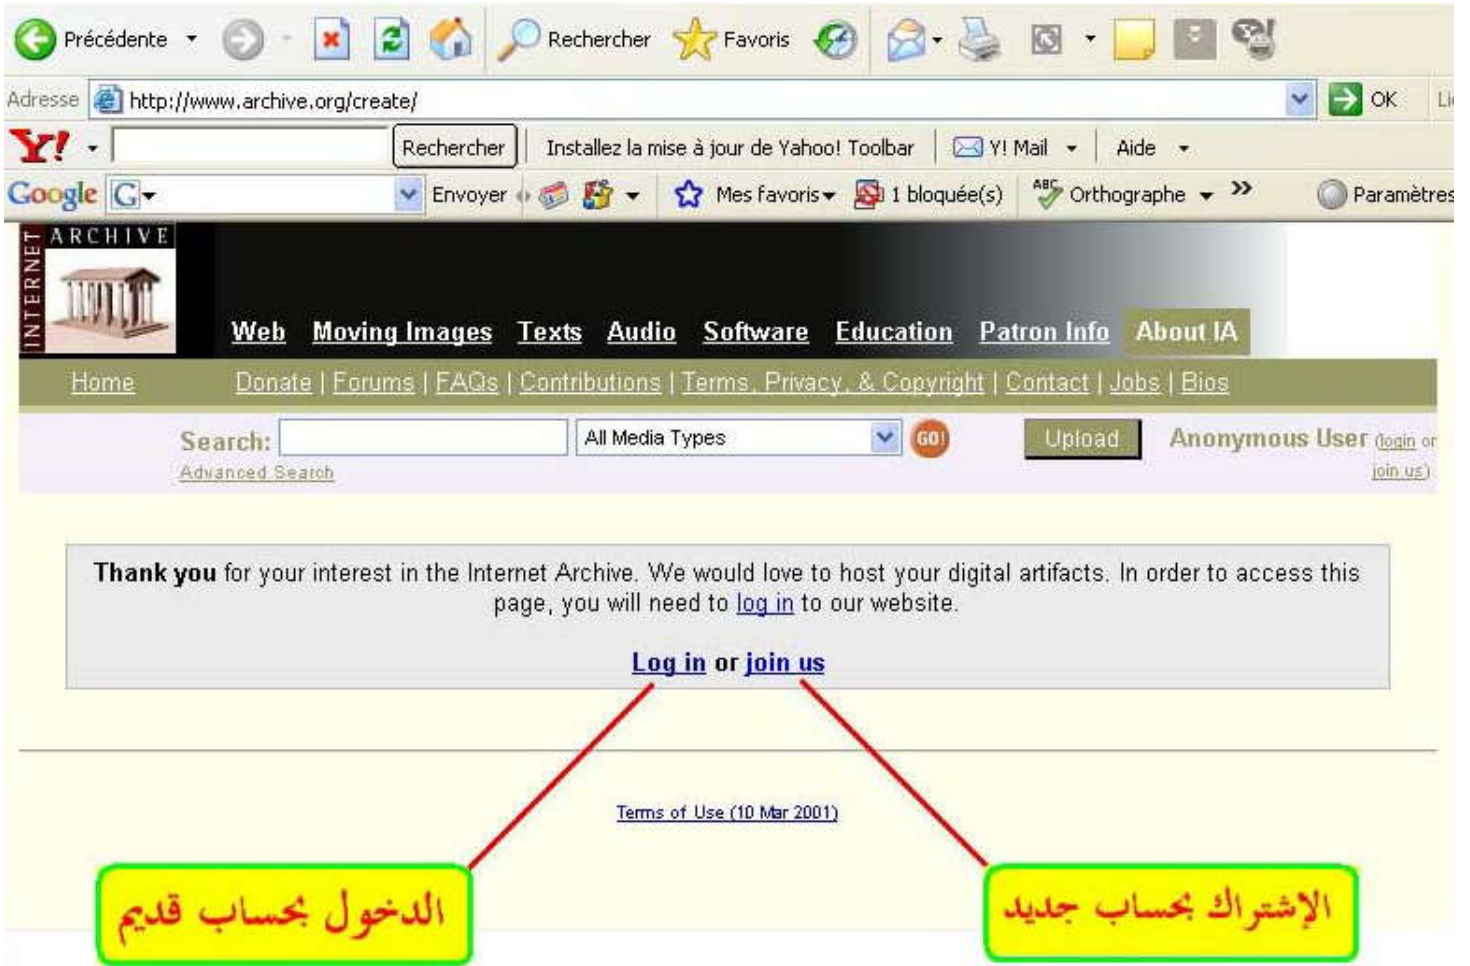 Précédente Rechercher Favoris
Adresse http://www.archive.org/create/ OK
Y! Rechercher Installez la mise à jour de Yahoo! Toolbar Y! Mail Aide
Google G Envoyer Mes favoris 1 bloquée(s) ABC Orthographe » Paramètres
INTERNET ARCHIVE
Web Moving Images Texts Audio Software Education Patron Info About IA
Home Donate | Forums | FAQs | Contributions | Terms, Privacy, & Copyright | Contact | Jobs | Bios
Search: All Media Types GO! Upload Anonymous User (login or
Advanced Search join us)
Thank you for your interest in the Internet Archive. We would love to host your digital artifacts. In order to access this
page, you will need to log in to our website.
Log in or join us
Terms of Use (10 Mar 2001)
الإشتراك بحساب جديد
الدخول بحساب قديم